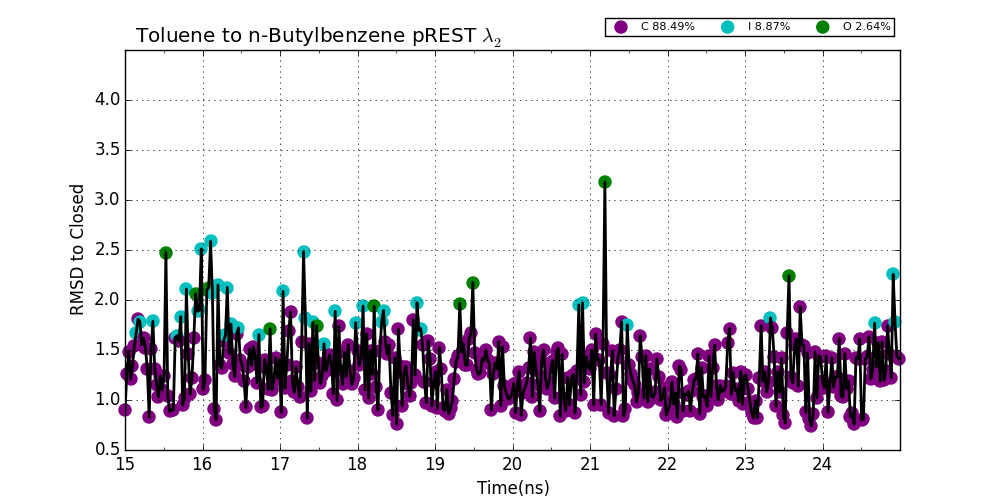 Toluene to n-Butylbenzene pREST λ₂
C 88.49% I 8.87% O 2.64%
RMSD to Closed
4.0
3.5
3.0
2.5
2.0
1.5
1.0
0.5
15 16 17 18 19 20 21 22 23 24
Time(ns)